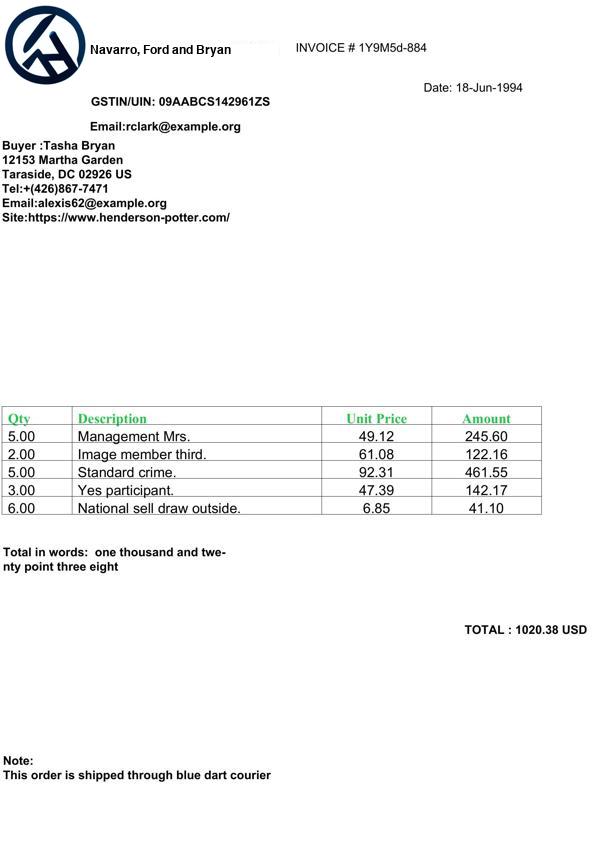 Navarro, Ford and Bryan
INVOICE # 1Y9M5d-884
Date: 18-Jun-1994
GSTIN/UIN: 09AABCS142961ZS
Email:rclark@example.org
Buyer :Tasha Bryan
12153 Martha Garden
Taraside, DC 02926 US
Tel:+(426)867-7471
Email:alexis62@example.org
Site:https://www.henderson-potter.com/
Qty Description Unit Price Amount
5.00 Management Mrs. 49.12 245.60
2.00 Image member third. 61.08 122.16
5.00 Standard crime. 92.31 461.55
3.00 Yes participant. 47.39 142.17
6.00 National sell draw outside. 6.85 41.10
Total in words: one thousand and twe-
nty point three eight
TOTAL : 1020.38 USD
Note:
This order is shipped through blue dart courier